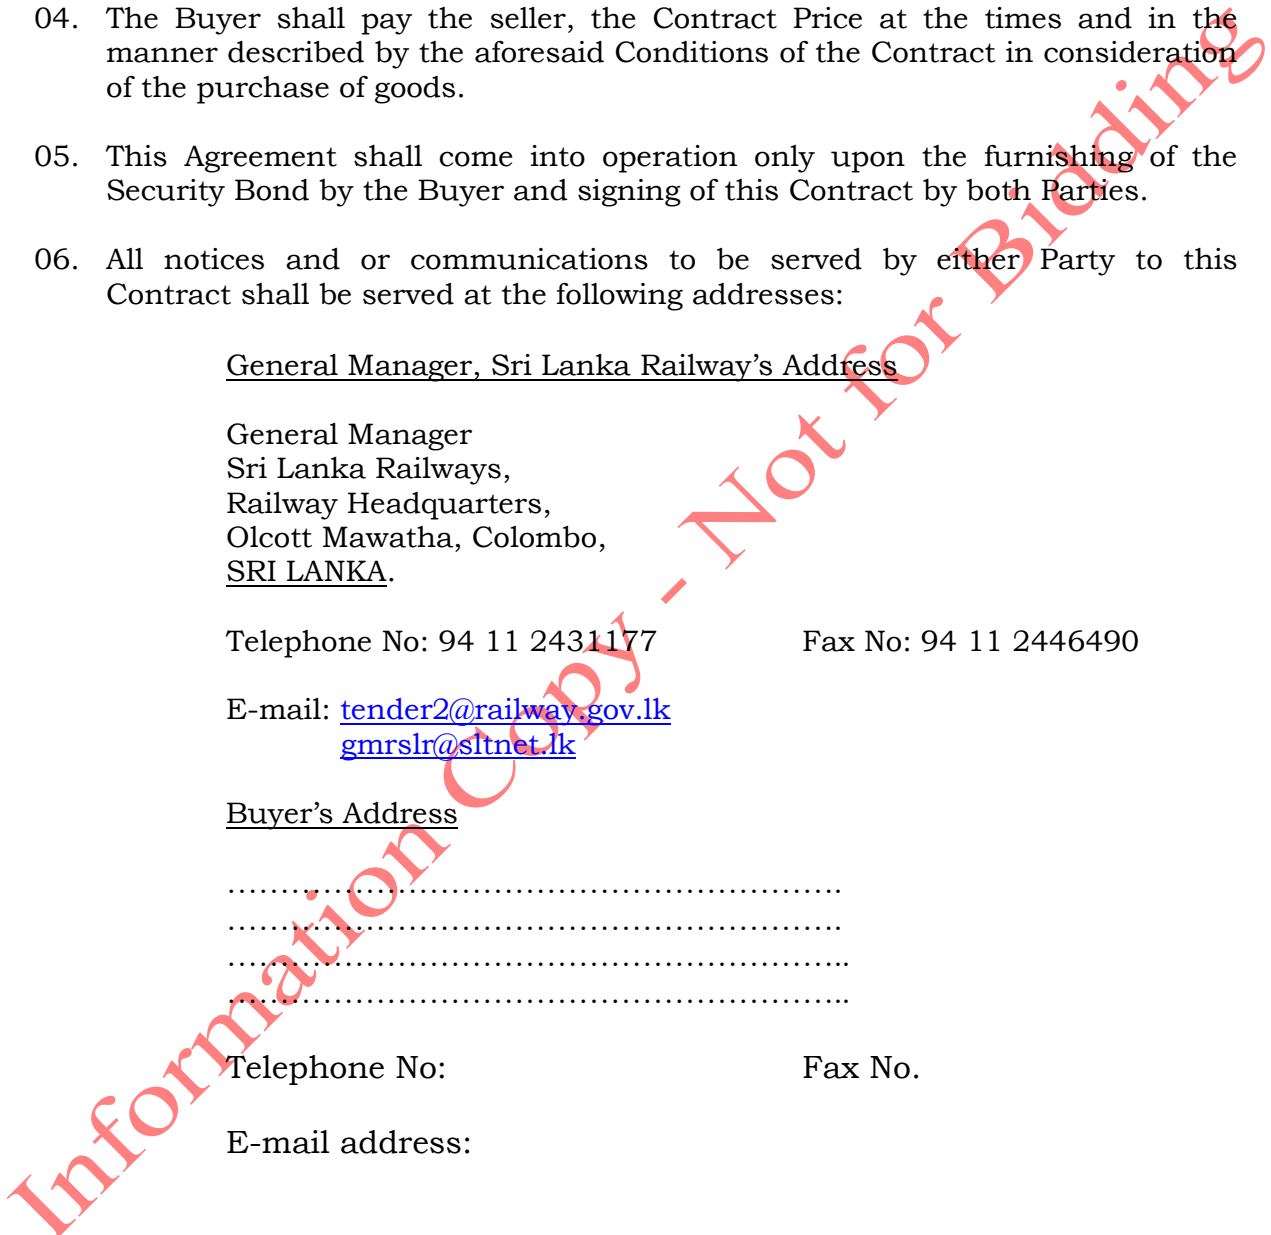 04. The Buyer shall pay the seller, the Contract Price at the times and in the
manner described by the aforesaid Conditions of the Contract in consideration
of the purchase of goods.
05. This Agreement shall come into operation only upon the furnishing of the
Security Bond by the Buyer and signing of this Contract by both Parties.
06. All notices and or communications to be served by either Party to this
Contract shall be served at the following addresses:
General Manager, Sri Lanka Railway’s Address
General Manager
Sri Lanka Railways,
Railway Headquarters,
Olcott Mawatha, Colombo,
SRI LANKA.
Telephone No: 94 11 2431177 Fax No: 94 11 2446490
E-mail: tender2@railway.gov.lk
gmrslr@sltnet.lk
Buyer’s Address
………………………………………………….
………………………………………………….
…………………………………………………..
…………………………………………………..
Telephone No: Fax No.
E-mail address:
Information Copy - Not for Bidding